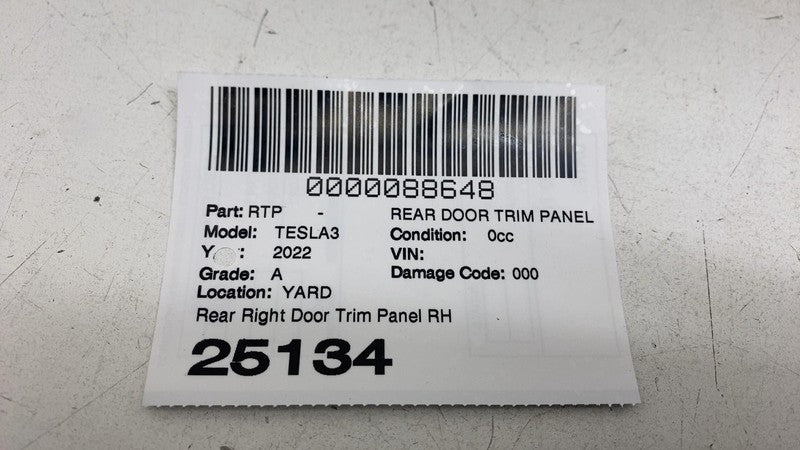 0000088648
Part: RTP - REAR DOOR TRIM PANEL
Model: TESLA3 Condition: 0cc
Y : 2022 VIN:
Grade: A Damage Code: 000
Location: YARD
Rear Right Door Trim Panel RH
25134